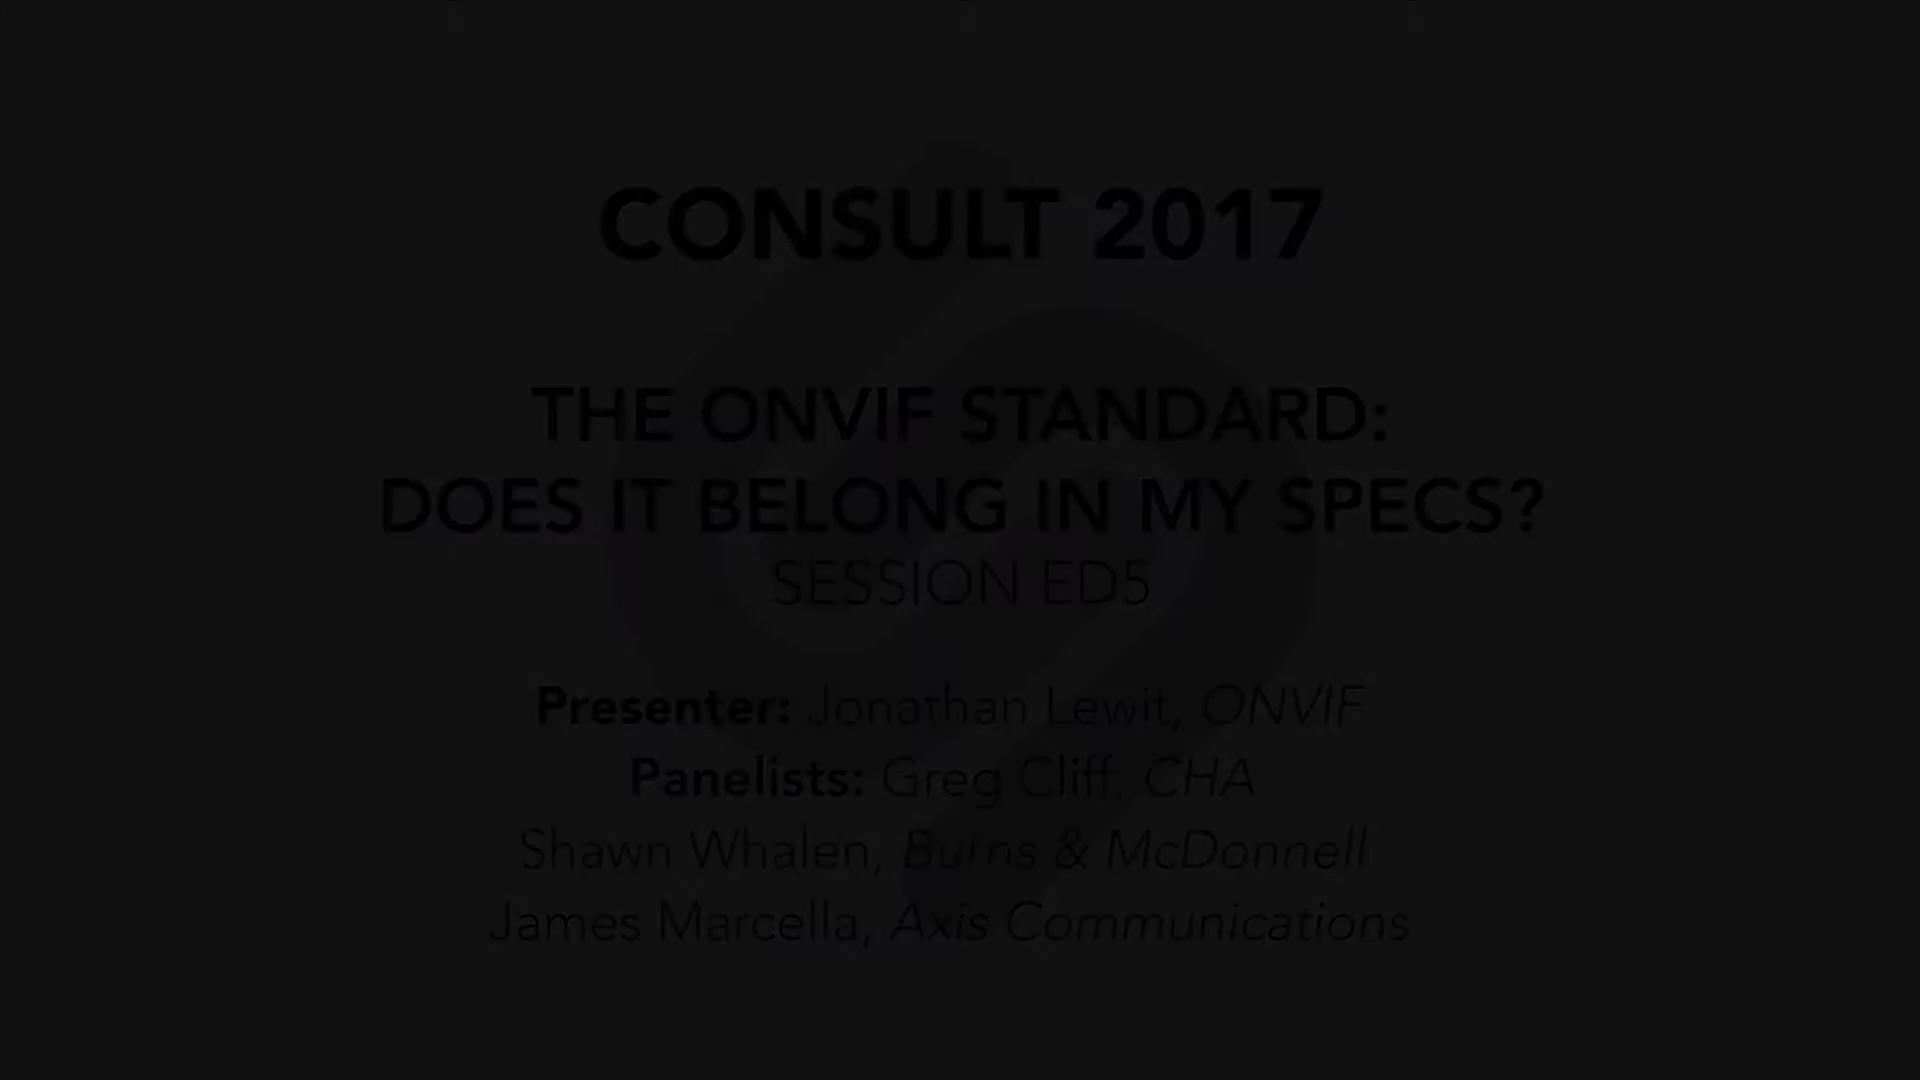 CONSULT 2017
THE ONVIF STANDARD:
DOES IT BELONG IN MY SPECS?
SESSION ED5
Presenter: Jonathan Lewit, ONVIF
Panelists: Greg Cliff, CHA
Shawn Whalen, Burns & McDonnell
James Marcella, Axis Communications